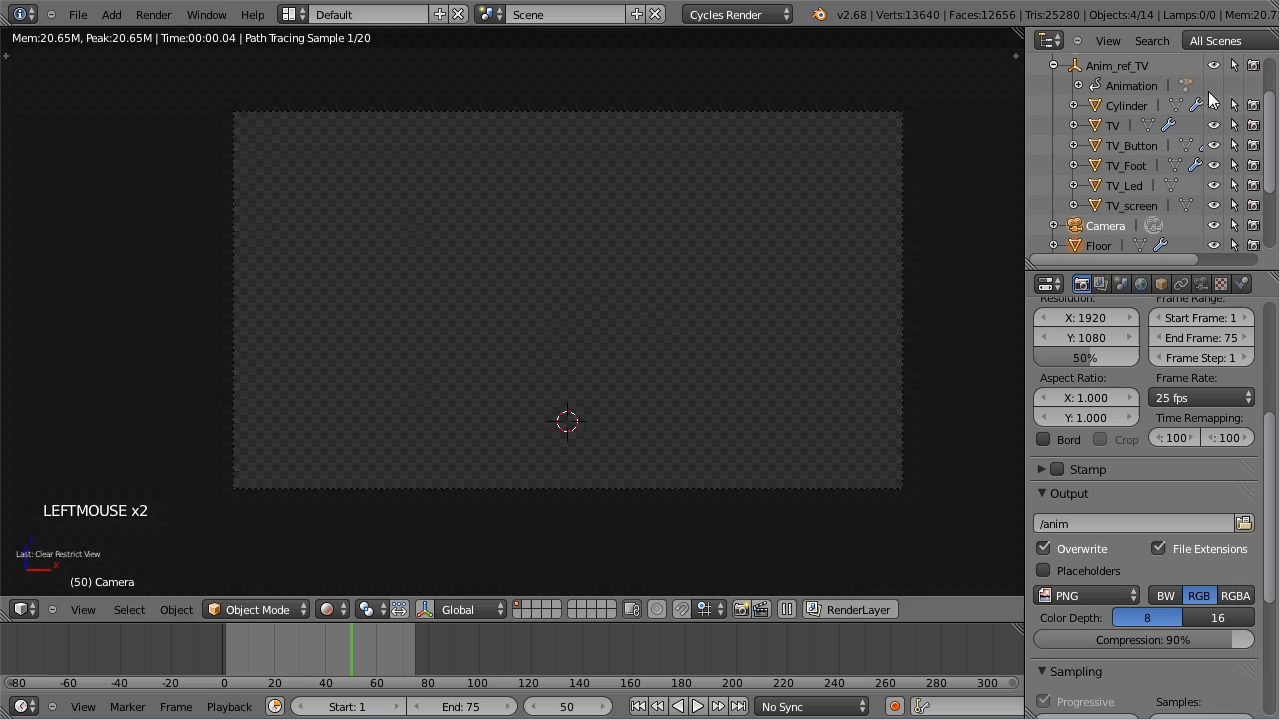 File Add Render Window Help Default Scene Cycles Render v2.68 | Verts:13640 | Faces:12656 | Tris:25280 | Objects:4/14 | Lamps:0/0 | Mem:20.7
Mem:20.65M, Peak:20.65M | Time:00:00.04 | Path Tracing Sample 1/20
View Search All Scenes
Anim_ref_TV
Animation
Cylinder
TV
TV_Button
TV_Foot
TV_Led
TV_screen
Camera
Floor
Resolution: Frame Range:
X: 1920 Start Frame: 1
Y: 1080 End Frame: 75
50% Frame Step: 1
Aspect Ratio: Frame Rate:
X: 1.000 25 fps
Y: 1.000 Time Remapping:
Bord Crop : 100 : 100
Stamp
Output
/anim
Overwrite File Extensions
Placeholders
PNG BW RGB RGBA
Color Depth: 8 16
Compression: 90%
Sampling
Progressive Samples:
LEFTMOUSE x2
Last: Clear Restrict View
x
(50) Camera
View Select Object Object Mode Global RenderLayer
-80 -60 -40 -20 0 20 40 60 80 100 120 140 160 180 200 220 240 260 280 300
View Marker Frame Playback Start: 1 End: 75 50 No Sync